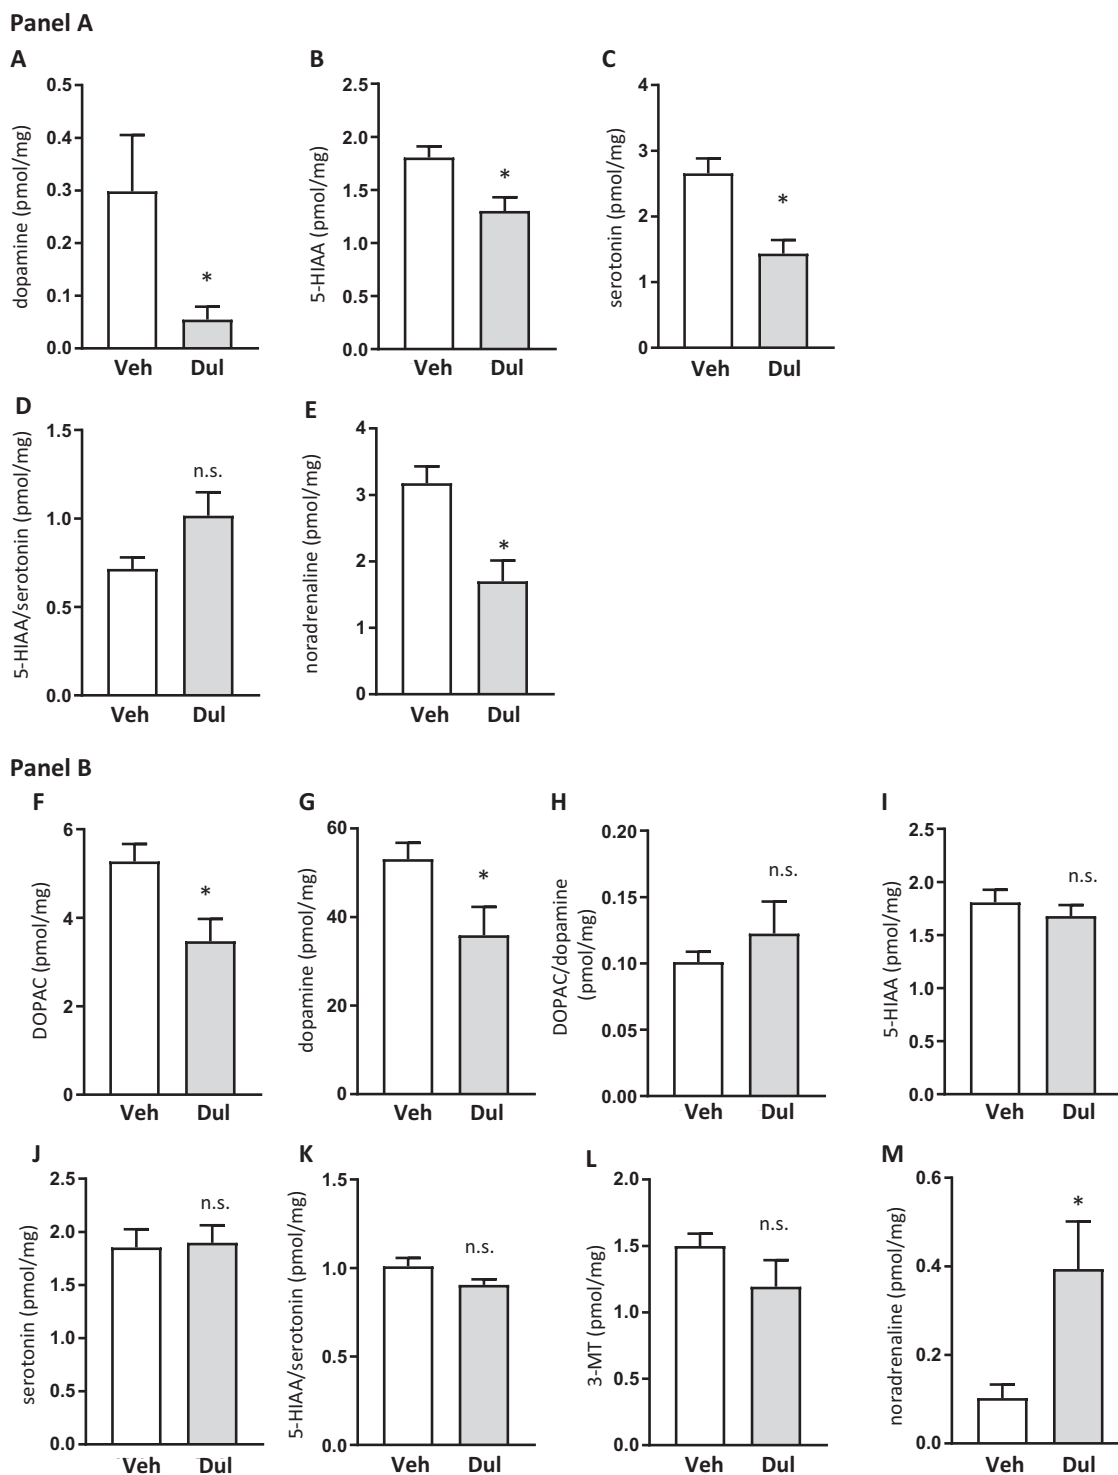 Panel A
A
B
C
dopamine (pmol/mg)
0.5
0.4
0.3
0.2
0.1
0.0
*
Veh Dul
5-HIAA (pmol/mg)
2.5
2.0
1.5
1.0
0.5
0.0
*
Veh Dul
serotonin (pmol/mg)
4
3
2
1
0
*
Veh Dul
D
E
5-HIAA/serotonin (pmol/mg)
1.5
1.0
0.5
0.0
n.s.
Veh Dul
noradrenaline (pmol/mg)
4
3
2
1
0
*
Veh Dul
Panel B
F
G
H
I
DOPAC (pmol/mg)
6
4
2
0
*
Veh Dul
dopamine (pmol/mg)
60
40
20
0
*
Veh Dul
DOPAC/dopamine
(pmol/mg)
0.20
0.15
0.10
0.05
0.00
n.s.
Veh Dul
5-HIAA (pmol/mg)
2.5
2.0
1.5
1.0
0.5
0.0
n.s.
Veh Dul
J
K
L
M
serotonin (pmol/mg)
2.5
2.0
1.5
1.0
0.5
0.0
n.s.
Veh Dul
5-HIAA/serotonin (pmol/mg)
1.5
1.0
0.5
0.0
n.s.
Veh Dul
3-MT (pmol/mg)
2.0
1.5
1.0
0.5
0.0
n.s.
Veh Dul
noradrenaline (pmol/mg)
0.6
0.4
0.2
0.0
*
Veh Dul